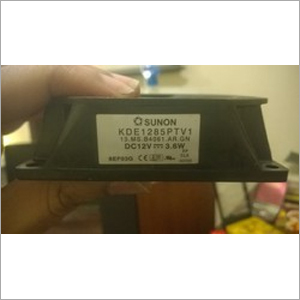 SUNON
KDE1285PTV1
13.MS.B4061.AR.GN
DC12V 3.6W